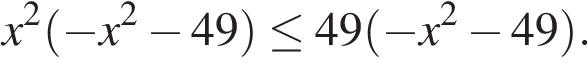 x²(−x² − 49) ≤ 49(−x² − 49).